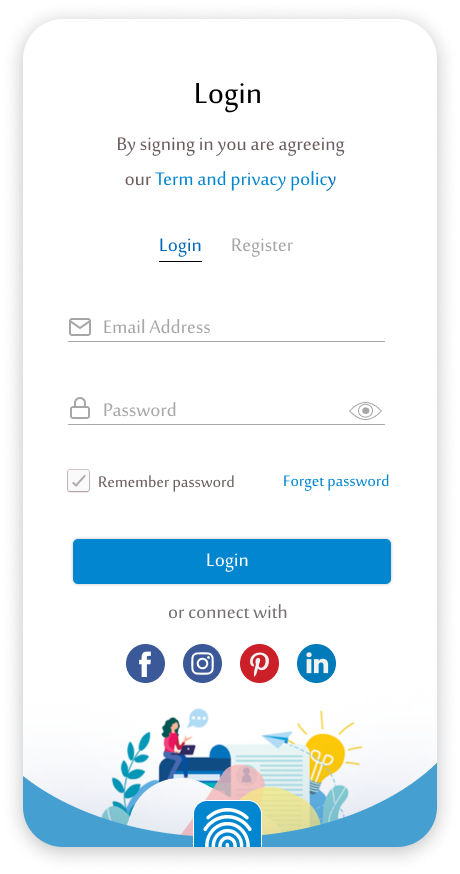 Login
By signing in you are agreeing
our Term and privacy policy
Login Register
Email Address
Password
Remember password Forget password
Login
or connect with
f in